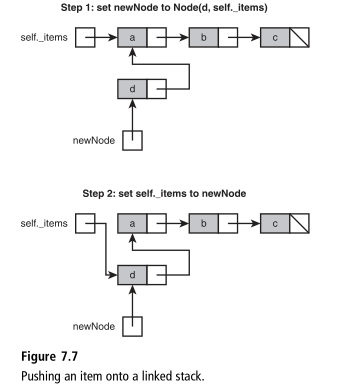 Step 1: set newNode to Node(d, self._items)
self._items
a
b
c
d
newNode
Step 2: set self._items to newNode
self._items
a
b
c
d
newNode
Figure 7.7
Pushing an item onto a linked stack.